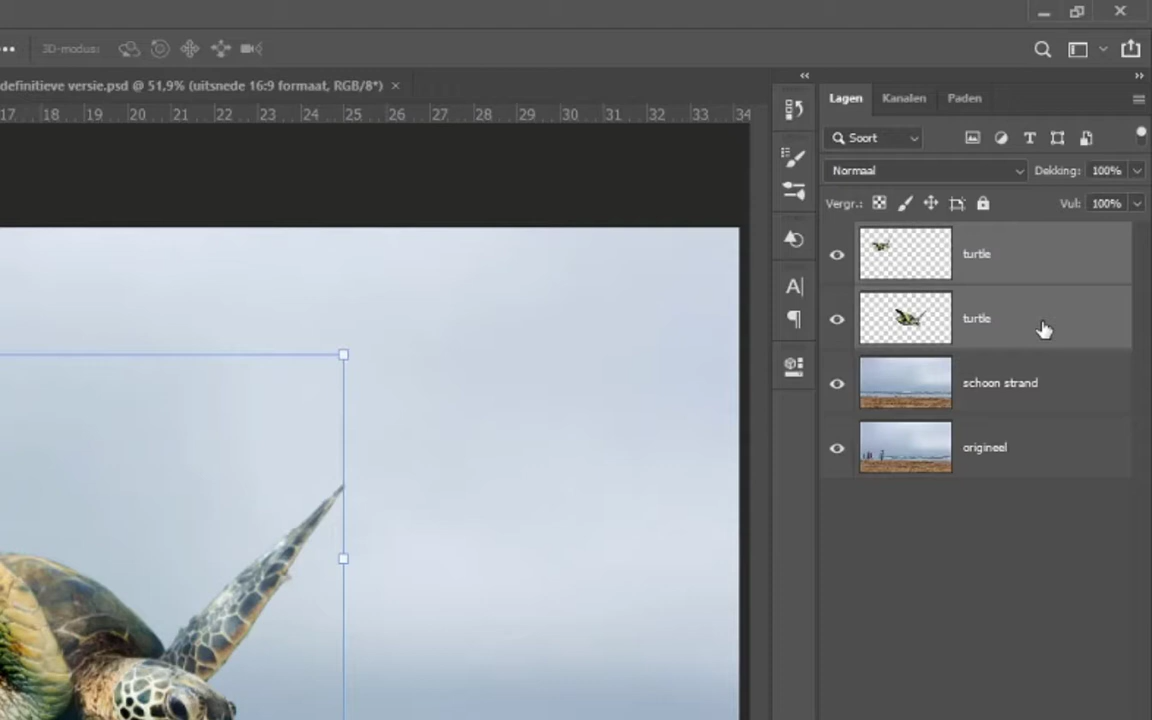 3D-modus:
definitieve versie.psd @ 51,9% (uitsnede 16:9 formaat, RGB/8*) ×
17 18 19 20 21 22 23 24 25 26 27 28 29 30 31 32 33 34
Lagen Kanalen Paden
Soort
Normaal Dekking: 100%
Vergr.: Vul: 100%
turtle
turtle
schoon strand
origineel